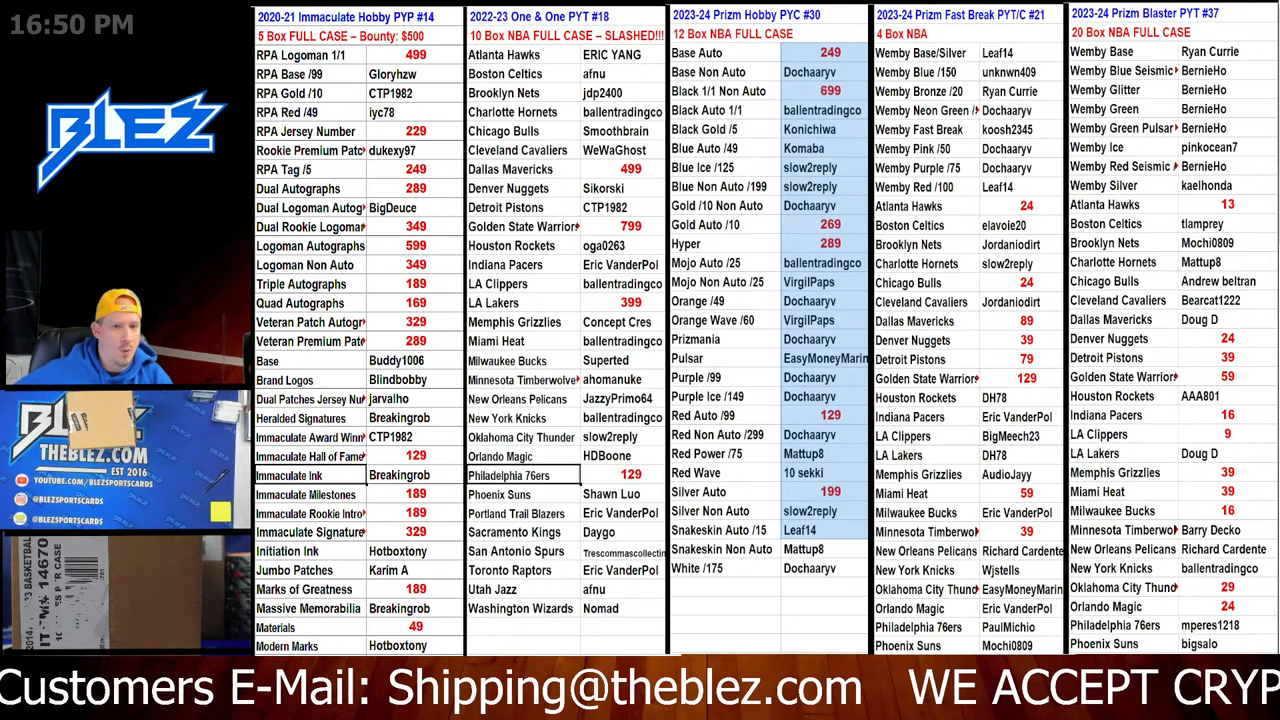 16:50 PM
BLEZ
BLEZ
THEBLEZ.COM
EST 2016
YOUTUBE.COM/BLEZSPORTSCARDS
@BLEZSPORTSCARDS
@BLEZSPORTSCARDS
2020-21 Immaculate Hobby PYP #14
5 Box FULL CASE – Bounty: $500
RPA Logoman 1/1 499
RPA Base /99 Gloryhzw
RPA Gold /10 CTP1982
RPA Red /49 iyc78
RPA Jersey Number 229
Rookie Premium Patc dukexy97
RPA Tag /5 249
Dual Autographs 289
Dual Logoman Autog BigDeuce
Dual Rookie Logoma 349
Logoman Autographs 599
Logoman Non Auto 349
Triple Autographs 189
Quad Autographs 169
Veteran Patch Autogr 329
Veteran Premium Pat 289
Base Buddy1006
Brand Logos Blindbobby
Dual Patches Jersey Nu jarvalho
Heralded Signatures Breakingrob
Immaculate Award Winn CTP1982
Immaculate Hall of Fame 129
Immaculate Ink Breakingrob
Immaculate Milestones 189
Immaculate Rookie Intro 189
Immaculate Signature 329
Initiation Ink Hotboxtony
Jumbo Patches Karim A
Marks of Greatness 189
Massive Memorabilia Breakingrob
Materials 49
Modern Marks Hotboxtony
2022-23 One & One PYT #18
10 Box NBA FULL CASE – SLASHED!!!
Atlanta Hawks ERIC YANG
Boston Celtics afnu
Brooklyn Nets jdp2400
Charlotte Hornets ballentradingc
Chicago Bulls Smoothbrain
Cleveland Cavaliers WeWaGhost
Dallas Mavericks 499
Denver Nuggets Sikorski
Detroit Pistons CTP1982
Golden State Warrior 799
Houston Rockets oga0263
Indiana Pacers Eric VanderPol
LA Clippers ballentradingc
LA Lakers 399
Memphis Grizzlies Concept Cres
Miami Heat ballentradingc
Milwaukee Bucks Superted
Minnesota Timberwolve ahomanuke
New Orleans Pelicans JazzyPrimo64
New York Knicks ballentradingc
Oklahoma City Thunder slow2reply
Orlando Magic HDBoone
Philadelphia 76ers 129
Phoenix Suns Shawn Luo
Portland Trail Blazers Eric VanderPol
Sacramento Kings Daygo
San Antonio Spurs Trescommascollectin
Toronto Raptors Eric VanderPol
Utah Jazz afnu
Washington Wizards Nomad
2023-24 Prizm Hobby PYC #30
12 Box NBA FULL CASE
Base Auto 249
Base Non Auto Dochaaryv
Black 1/1 Non Auto 699
Black Auto 1/1 ballentradingco
Black Gold /5 Konichiwa
Blue Auto /49 Komaba
Blue Ice /125 slow2reply
Blue Non Auto /199 slow2reply
Gold /10 Non Auto Dochaaryv
Gold Auto /10 269
Hyper 289
Mojo Auto /25 ballentradingco
Mojo Non Auto /25 VirgilPaps
Orange /49 Dochaaryv
Orange Wave /60 VirgilPaps
Prizmania Dochaaryv
Pulsar EasyMoneyMarin
Purple /99 Dochaaryv
Purple Ice /149 Dochaaryv
Red Auto /99 129
Red Non Auto /299 Dochaaryv
Red Power /75 Mattup8
Red Wave 10 sekki
Silver Auto 199
Silver Non Auto slow2reply
Snakeskin Auto /15 Leaf14
Snakeskin Non Auto Mattup8
White /175 Dochaaryv
2023-24 Prizm Fast Break PYT/C #21
4 Box NBA
Wemby Base/Silver Leaf14
Wemby Blue /150 unknwn409
Wemby Bronze /20 Ryan Currie
Wemby Neon Green / Dochaaryv
Wemby Fast Break koosh2345
Wemby Pink /50 Dochaaryv
Wemby Purple /75 Dochaaryv
Wemby Red /100 Leaf14
Atlanta Hawks 24
Boston Celtics elavoie20
Brooklyn Nets Jordaniodirt
Charlotte Hornets slow2reply
Chicago Bulls 24
Cleveland Cavaliers Jordaniodirt
Dallas Mavericks 89
Denver Nuggets 39
Detroit Pistons 79
Golden State Warrior 129
Houston Rockets DH78
Indiana Pacers Eric VanderPol
LA Clippers BigMeech23
LA Lakers DH78
Memphis Grizzlies AudioJayy
Miami Heat 59
Milwaukee Bucks Eric VanderPol
Minnesota Timberwo 39
New Orleans Pelicans Richard Cardente
New York Knicks Wjstells
Oklahoma City Thund EasyMoneyMarin
Orlando Magic Eric VanderPol
Philadelphia 76ers PaulMichio
Phoenix Suns Mochi0809
2023-24 Prizm Blaster PYT #37
20 Box NBA FULL CASE
Wemby Base Ryan Currie
Wemby Blue Seismic BernieHo
Wemby Glitter BernieHo
Wemby Green BernieHo
Wemby Green Pulsar BernieHo
Wemby Ice pinkocean7
Wemby Red Seismic BernieHo
Wemby Silver kaelhonda
Atlanta Hawks 13
Boston Celtics tlamprey
Brooklyn Nets Mochi0809
Charlotte Hornets Mattup8
Chicago Bulls Andrew beltran
Cleveland Cavaliers Bearcat1222
Dallas Mavericks Doug D
Denver Nuggets 24
Detroit Pistons 39
Golden State Warrior 59
Houston Rockets AAA801
Indiana Pacers 16
LA Clippers 9
LA Lakers Doug D
Memphis Grizzlies 39
Miami Heat 39
Milwaukee Bucks 16
Minnesota Timberwo Barry Decko
New Orleans Pelicans Richard Cardente
New York Knicks ballentradingco
Oklahoma City Thun 29
Orlando Magic 24
Philadelphia 76ers mperes1218
Phoenix Suns bigsalo
Customers E-Mail: Shipping@theblez.com WE ACCEPT CRYP